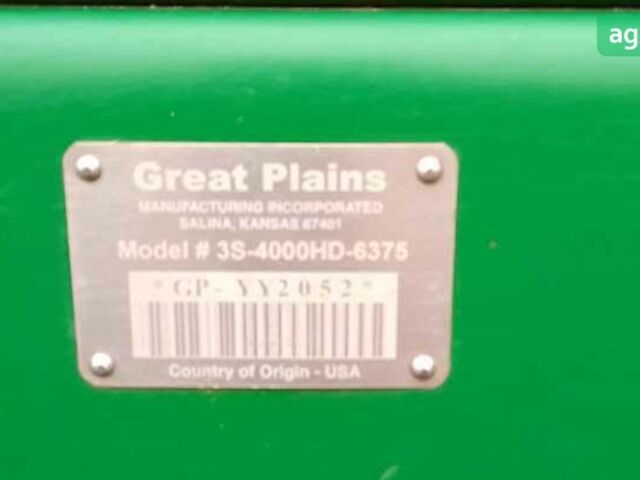 ag
Great Plains
MANUFACTURING INCORPORATED
SALINA, KANSAS 67401
Model # 3S-4000HD-6375
*GP-YY2052*
Country of Origin - USA